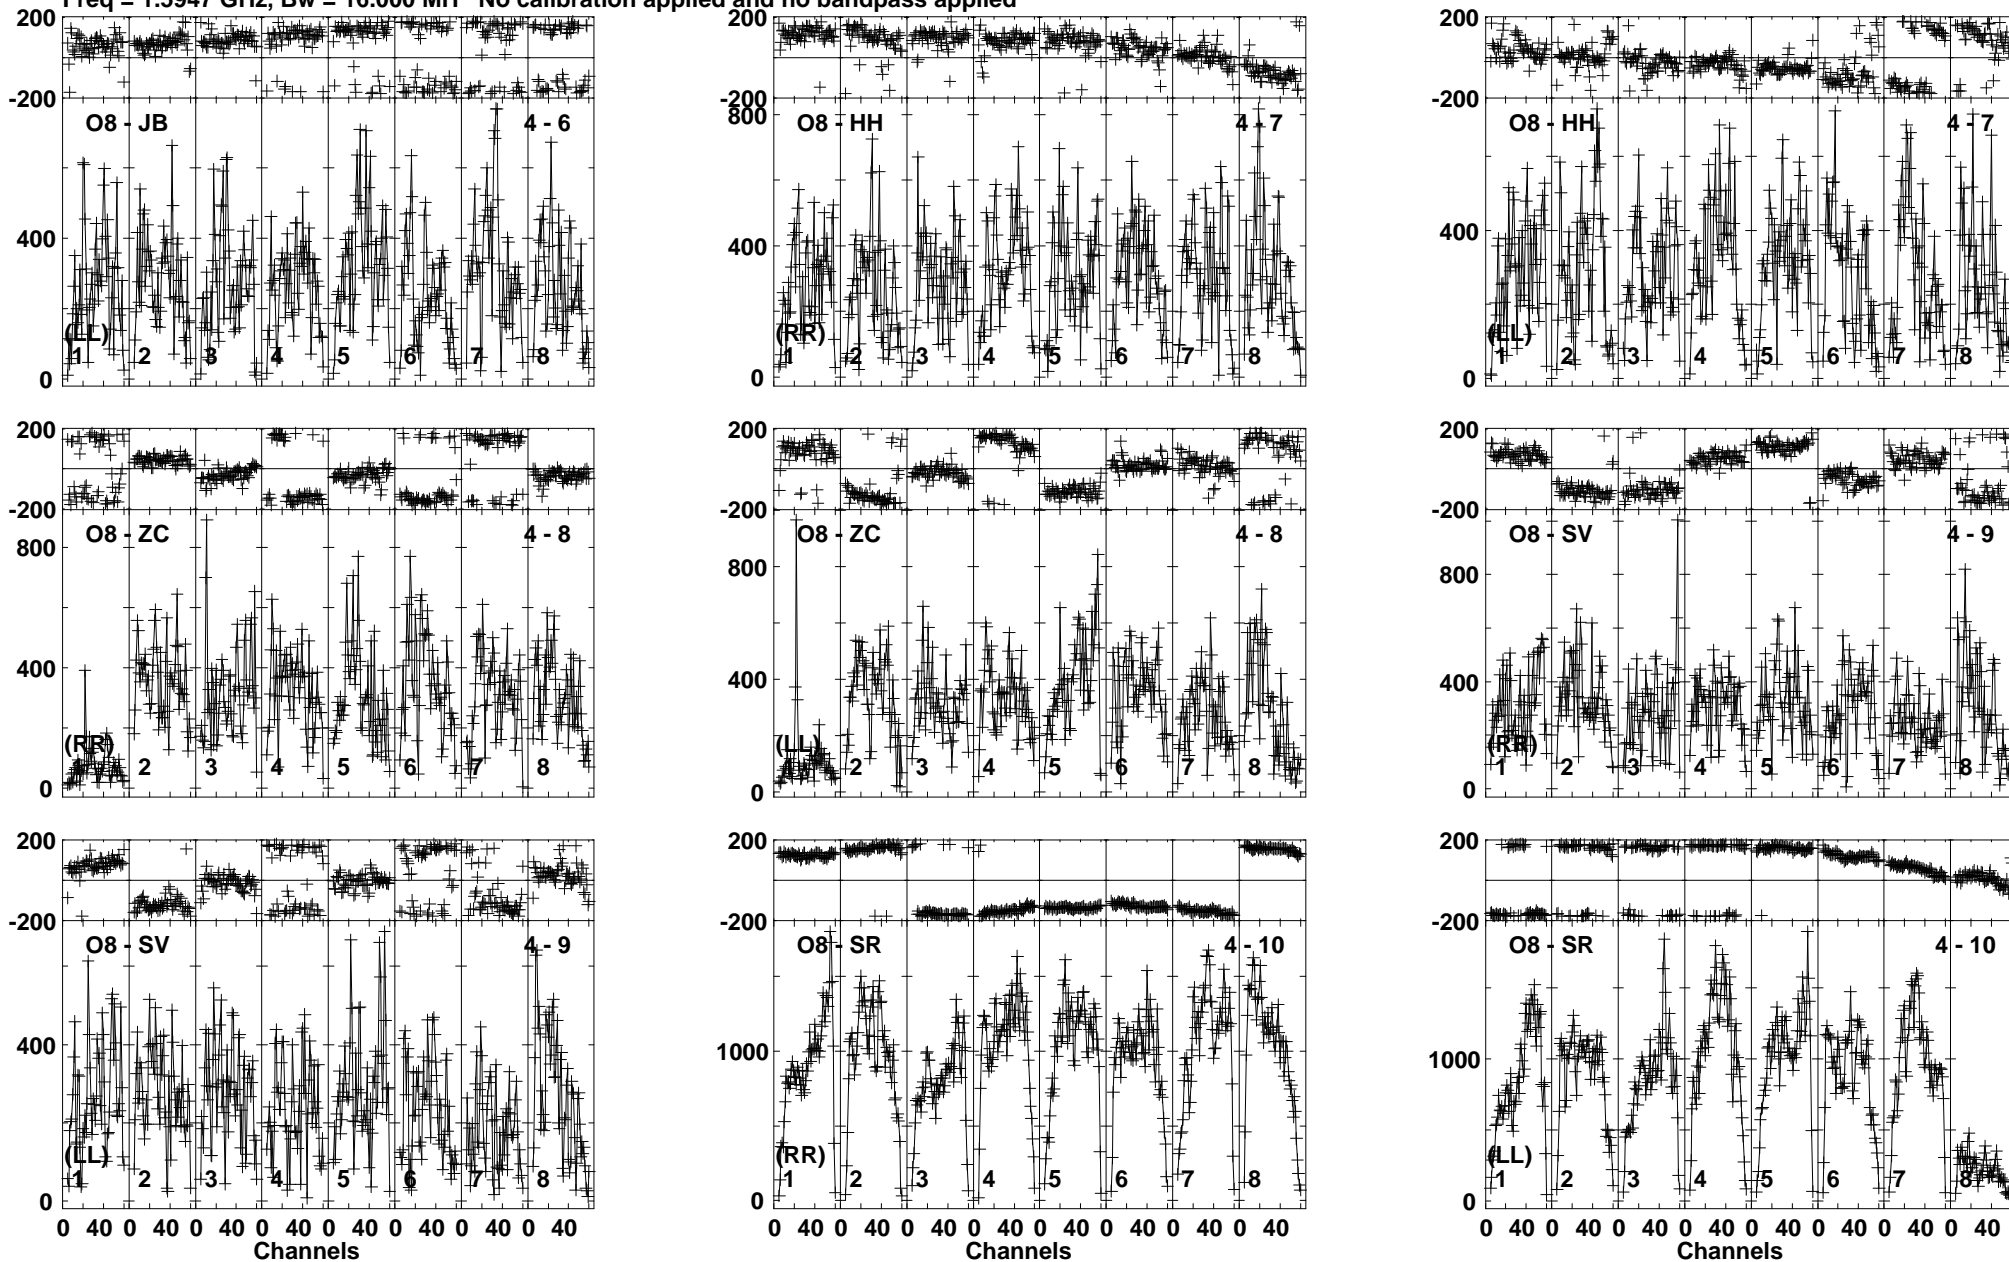 Freq = 1.5947 GHz, Bw = 16.000 MH No calibration applied and no bandpass applied
200 200 200
-200 -200 -200
O8 - JB 4 - 6 800 O8 - HH 4 - 7 O8 - HH 4 - 7
400 400 400
(LL) (RR) (LL)
1 2 3 4 5 6 7 8 1 2 3 4 5 6 7 8 1 2 3 4 5 6 7 8
0 0 0
200 200 200
-200 -200 -200
O8 - ZC 4 - 8 O8 - ZC 4 - 8 O8 - SV 4 - 9
800 800 800
400 400 400
(RR) (LL) (RR)
1 2 3 4 5 6 7 8 1 2 3 4 5 6 7 8 1 2 3 4 5 6 7 8
0 0 0
200 200 200
-200 -200 -200
O8 - SV 4 - 9 O8 - SR 4 - 10 O8 - SR 4 - 10
400 1000 1000
(LL) (RR) (LL)
1 2 3 4 5 6 7 8 1 2 3 4 5 6 7 8 1 2 3 4 5 6 7 8
0 0 0
0 40 0 40 0 40 0 40 0 40 0 40 0 40 0 40 0 40 0 40 0 40 0 40 0 40 0 40 0 40 0 40 0 40 0 40 0 40 0 40 0 40 0 40 0 40 0 40
Channels Channels Channels